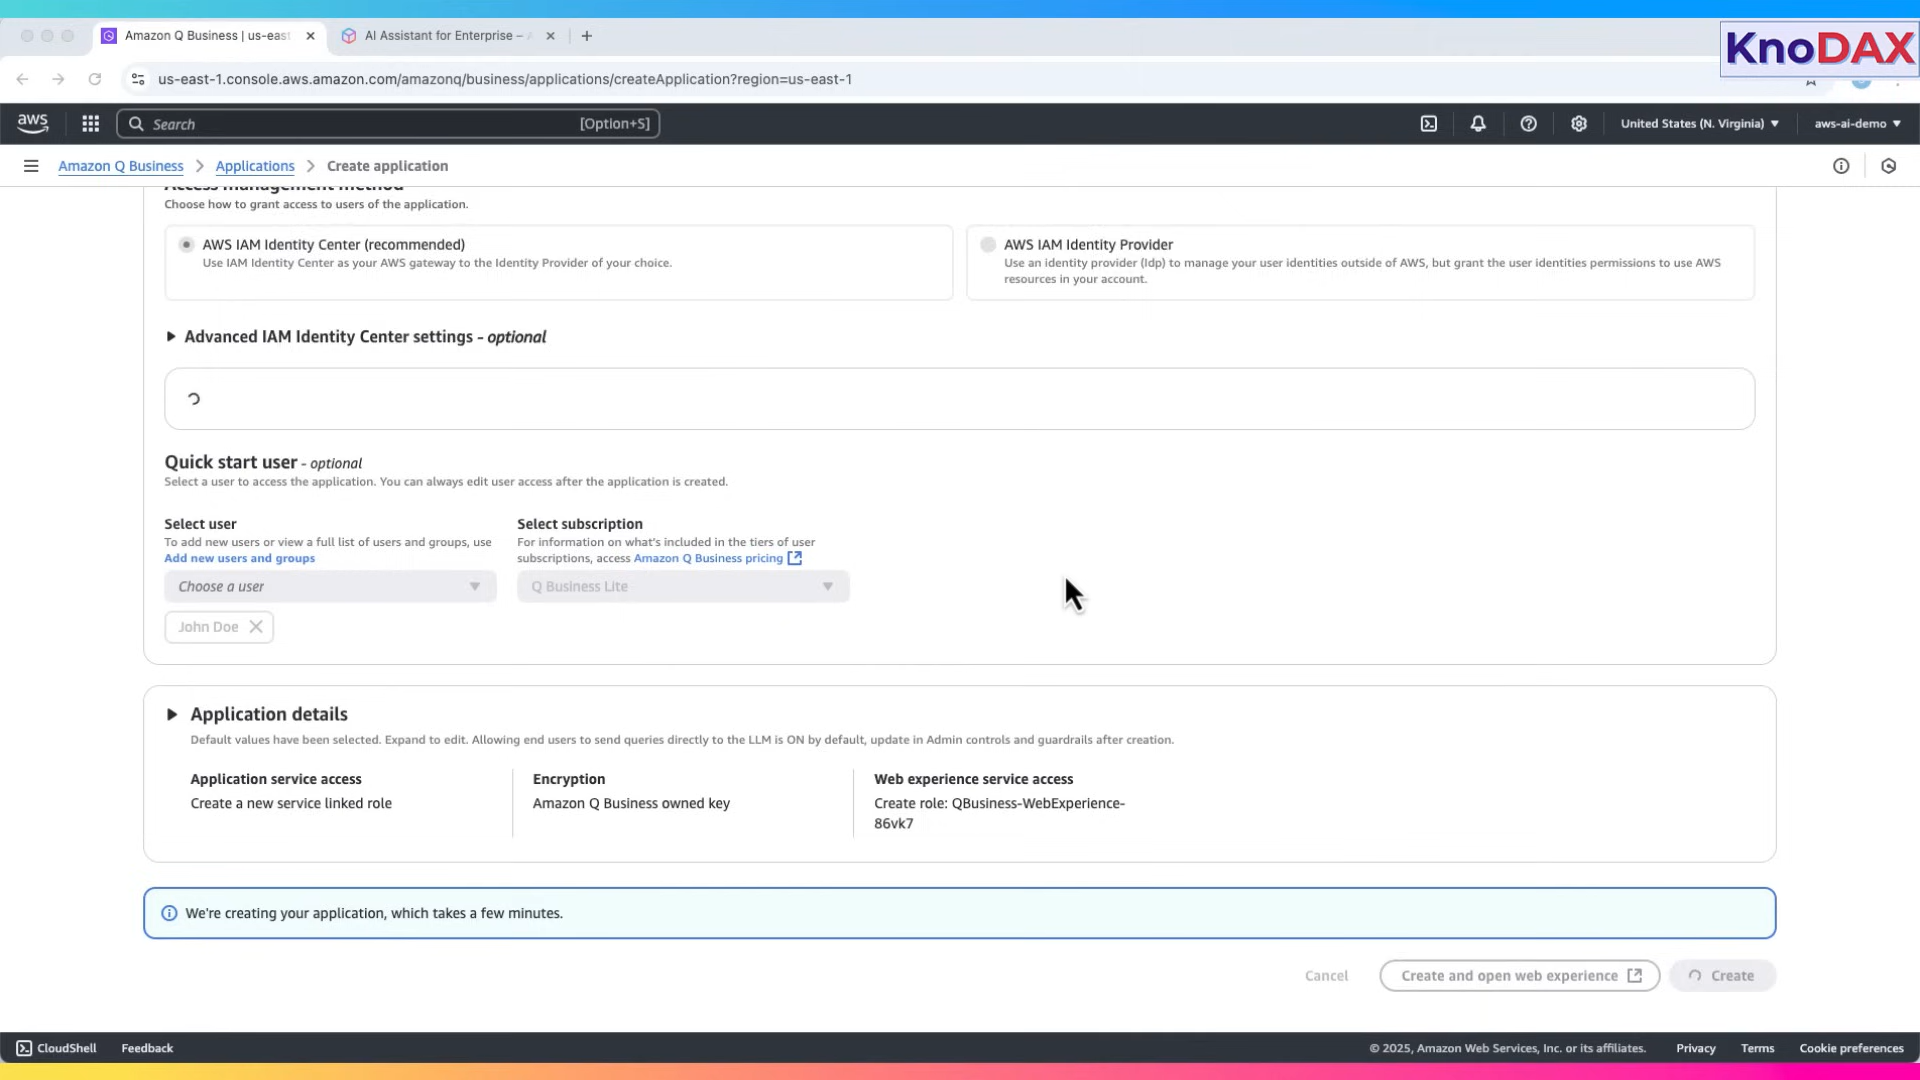 Amazon Q Business | us-east
AI Assistant for Enterprise –
KnoDAX
us-east-1.console.aws.amazon.com/amazonq/business/applications/createApplication?region=us-east-1
aws
Search
[Option+S]
United States (N. Virginia)
aws-ai-demo
Amazon Q Business
Applications
Create application
Access management method
Choose how to grant access to users of the application.
AWS IAM Identity Center (recommended)
Use IAM Identity Center as your AWS gateway to the Identity Provider of your choice.
AWS IAM Identity Provider
Use an identity provider (Idp) to manage your user identities outside of AWS, but grant the user identities permissions to use AWS
resources in your account.
Advanced IAM Identity Center settings - optional
Quick start user - optional
Select a user to access the application. You can always edit user access after the application is created.
Select user
To add new users or view a full list of users and groups, use
Add new users and groups
Choose a user
John Doe
Select subscription
For information on what's included in the tiers of user
subscriptions, access Amazon Q Business pricing
Q Business Lite
Application details
Default values have been selected. Expand to edit. Allowing end users to send queries directly to the LLM is ON by default, update in Admin controls and guardrails after creation.
Application service access
Create a new service linked role
Encryption
Amazon Q Business owned key
Web experience service access
Create role: QBusiness-WebExperience-
86vk7
We're creating your application, which takes a few minutes.
Cancel
Create and open web experience
Create
CloudShell
Feedback
© 2025, Amazon Web Services, Inc. or its affiliates.
Privacy
Terms
Cookie preferences